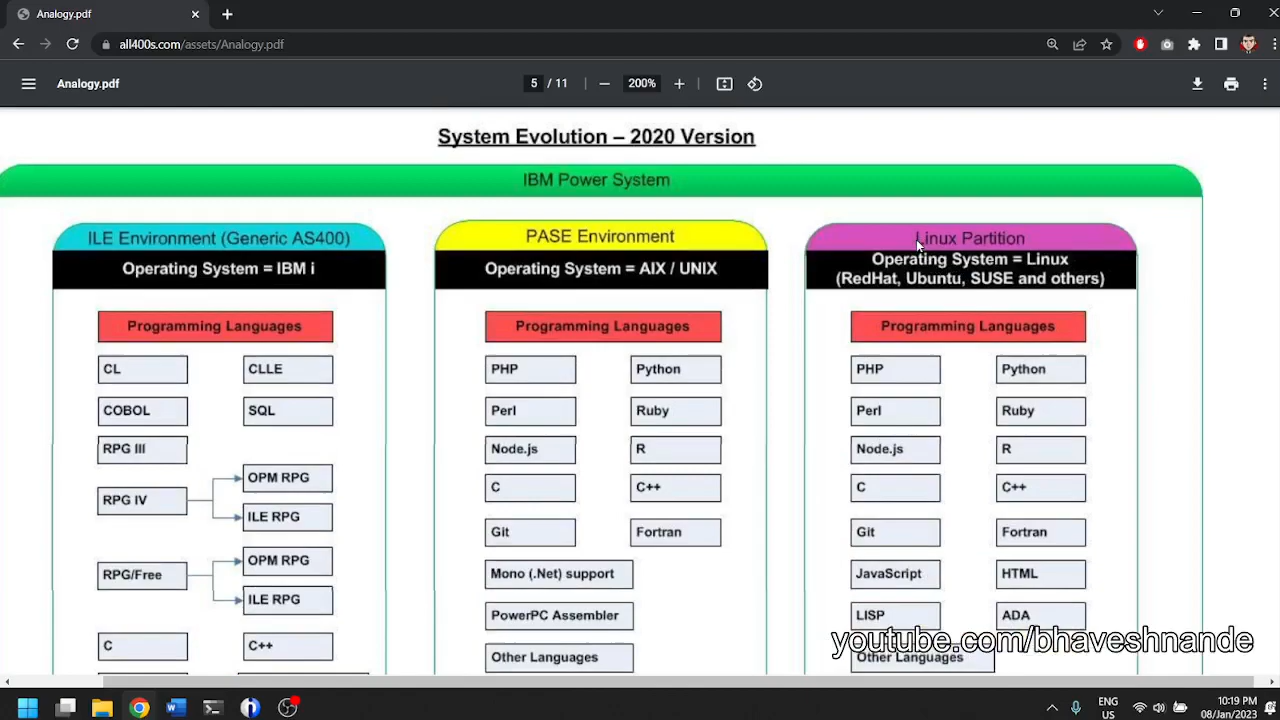 Analogy.pdf
all400s.com/assets/Analogy.pdf
Analogy.pdf
5 / 11
200%
System Evolution – 2020 Version
IBM Power System
ILE Environment (Generic AS400)
Operating System = IBM i
Programming Languages
CL
CLLE
COBOL
SQL
RPG III
RPG IV
OPM RPG
ILE RPG
RPG/Free
OPM RPG
ILE RPG
C
C++
PASE Environment
Operating System = AIX / UNIX
Programming Languages
PHP
Python
Perl
Ruby
Node.js
R
C
C++
Git
Fortran
Mono (.Net) support
PowerPC Assembler
Other Languages
Linux Partition
Operating System = Linux
(RedHat, Ubuntu, SUSE and others)
Programming Languages
PHP
Python
Perl
Ruby
Node.js
R
C
C++
Git
Fortran
JavaScript
HTML
LISP
ADA
Other Languages
youtube.com/bhaveshnande
ENG
US
10:19 PM
08/Jan/2023